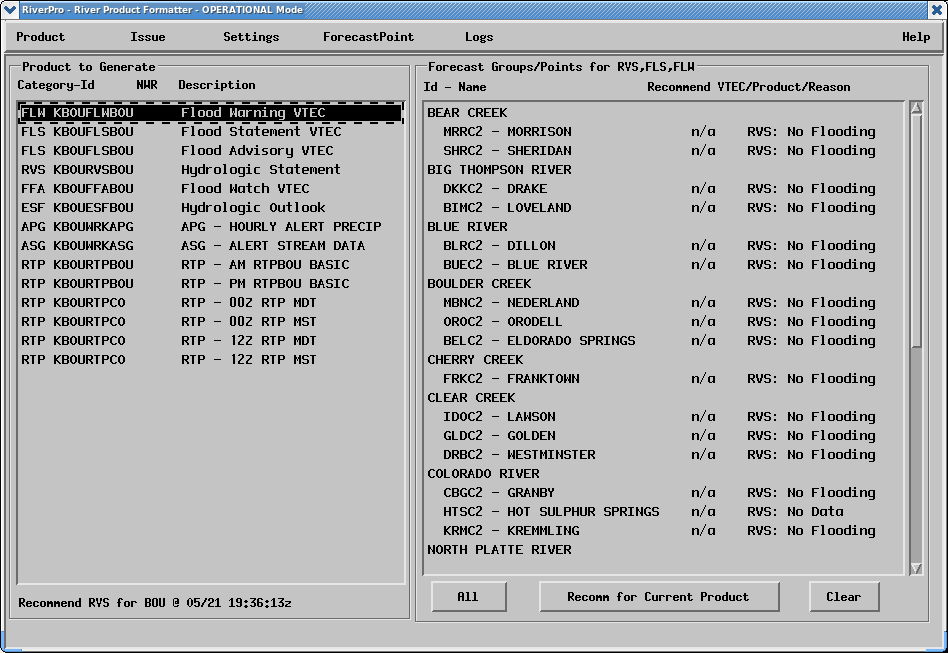 RiverPro - River Product Formatter - OPERATIONAL Mode
Product Issue Settings ForecastPoint Logs Help
Product to Generate
Category-Id NWR Description
FLW KBOUFLWBOU Flood Warning VTEC
FLS KBOUFLSBOU Flood Statement VTEC
FLS KBOUFLSBOU Flood Advisory VTEC
RVS KBOURVSBOU Hydrologic Statement
FFA KBOUFFABOU Flood Watch VTEC
ESF KBOUESFBOU Hydrologic Outlook
APG KBOUWRKAPG APG - HOURLY ALERT PRECIP
ASG KBOUWRKASG ASG - ALERT STREAM DATA
RTP KBOURTPBOU RTP - AM RTPBOU BASIC
RTP KBOURTPBOU RTP - PM RTPBOU BASIC
RTP KBOURTPCO RTP - 00Z RTP MDT
RTP KBOURTPCO RTP - 00Z RTP MST
RTP KBOURTPCO RTP - 12Z RTP MDT
RTP KBOURTPCO RTP - 12Z RTP MST
Recommend RVS for BOU @ 05/21 19:36:13z
Forecast Groups/Points for RVS,FLS,FLW
Id - Name Recommend VTEC/Product/Reason
BEAR CREEK
MRRC2 - MORRISON n/a RVS: No Flooding
SHRC2 - SHERIDAN n/a RVS: No Flooding
BIG THOMPSON RIVER
DKKC2 - DRAKE n/a RVS: No Flooding
BIMC2 - LOVELAND n/a RVS: No Flooding
BLUE RIVER
BLRC2 - DILLON n/a RVS: No Flooding
BUEC2 - BLUE RIVER n/a RVS: No Flooding
BOULDER CREEK
MBNC2 - NEDERLAND n/a RVS: No Flooding
OROC2 - ORODELL n/a RVS: No Flooding
BELC2 - ELDORADO SPRINGS n/a RVS: No Flooding
CHERRY CREEK
FRKC2 - FRANKTOWN n/a RVS: No Flooding
CLEAR CREEK
IDOC2 - LAWSON n/a RVS: No Flooding
GLDC2 - GOLDEN n/a RVS: No Flooding
DRBC2 - WESTMINSTER n/a RVS: No Flooding
COLORADO RIVER
CBGC2 - GRANBY n/a RVS: No Flooding
HTSC2 - HOT SULPHUR SPRINGS n/a RVS: No Data
KRMC2 - KREMMLING n/a RVS: No Flooding
NORTH PLATTE RIVER
All Recomm for Current Product Clear